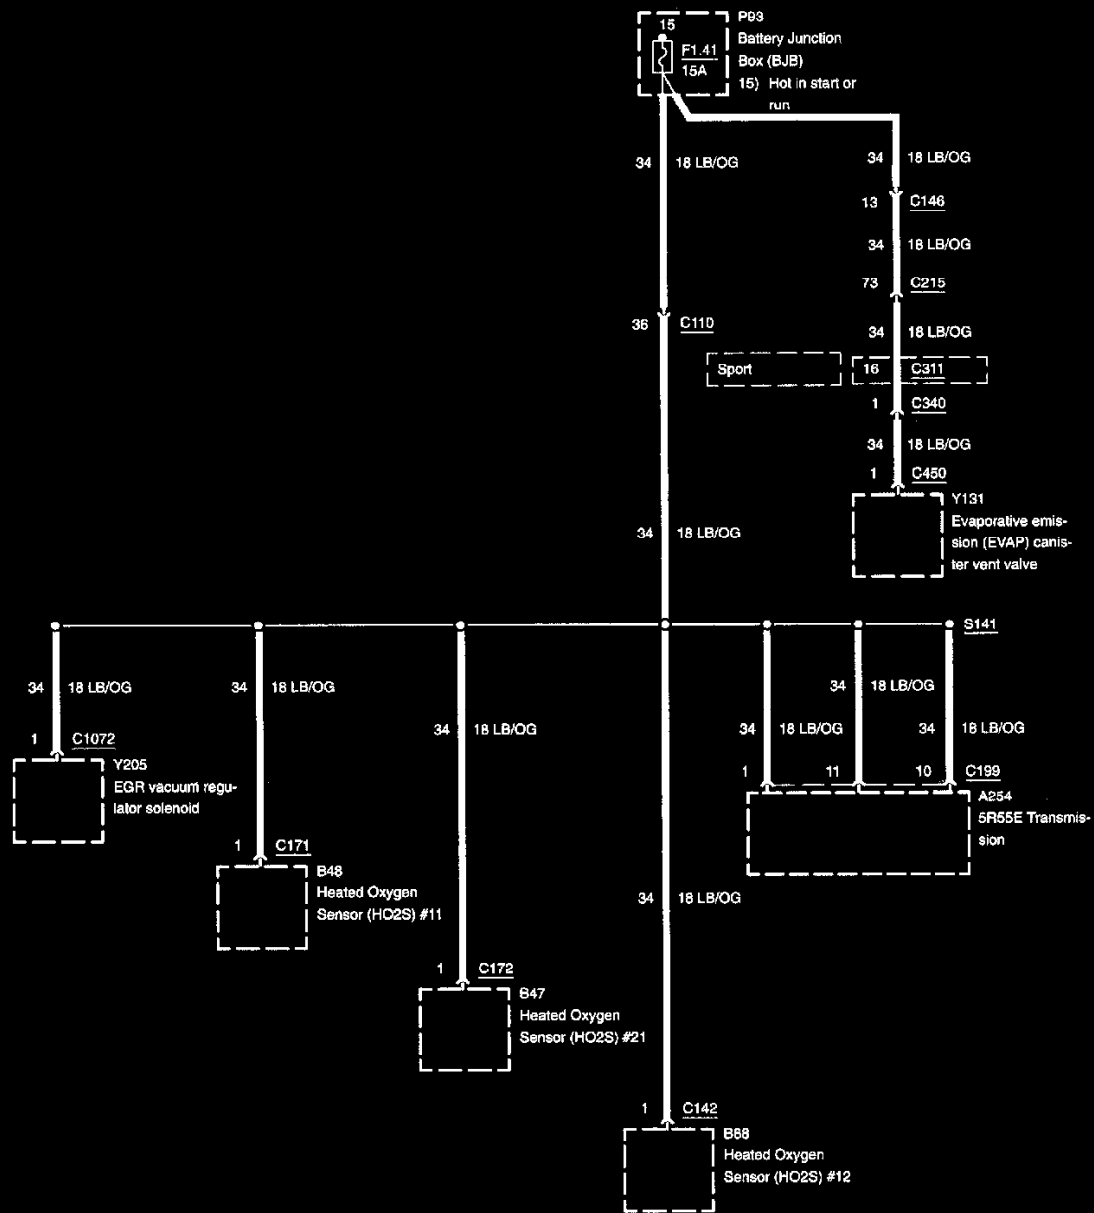 P93
15
Battery Junction
F1.41
Box (BJB)
15A
15) Hot in start or
run
34 18 LB/OG
34 18 LB/OG
13 C146
34 18 LB/OG
73 C215
36 C110
34 18 LB/OG
Sport
16 C311
1 C340
34 18 LB/OG
1 C450
Y131
Evaporative emis-
sion (EVAP) canis-
ter vent valve
34 18 LB/OG
S141
34 18 LB/OG
34 18 LB/OG
34 18 LB/OG
34 18 LB/OG
34 18 LB/OG
34 18 LB/OG
1 C1072
Y205
EGR vacuum regu-
lator solenoid
1 11 10 C199
A254
5R55E Transmis-
sion
1 C171
B48
Heated Oxygen
Sensor (HO2S) #11
34 18 LB/OG
1 C172
B47
Heated Oxygen
Sensor (HO2S) #21
1 C142
B88
Heated Oxygen
Sensor (HO2S) #12